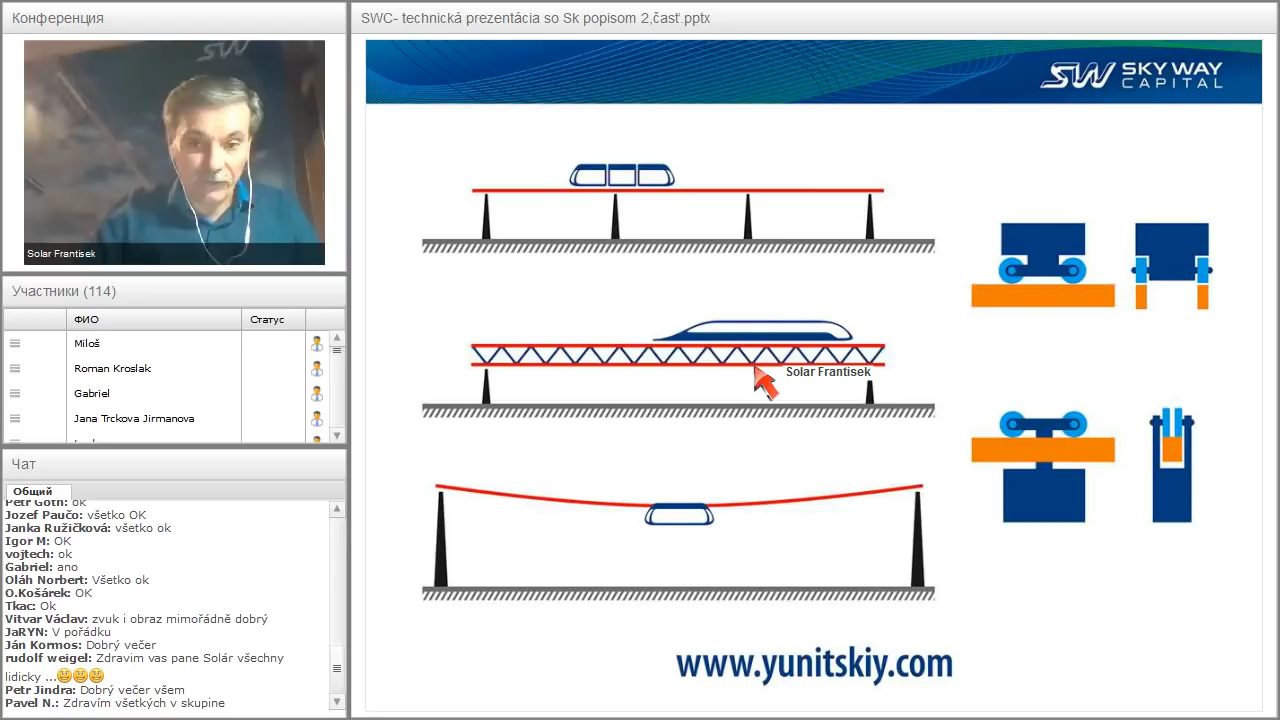 Конференция
SW
Solar Frantisek
Участники (114)
ФИО
Статус
Miloš
Roman Kroslak
Gabriel
Jana Trckova Jirmanova
Чат
Общий
Petr Goth: ok
Jozef Paučo: všetko OK
Janka Ružičková: všetko ok
Igor M: OK
vojtech: ok
Gabriel: ano
Oláh Norbert: Všetko ok
O.Košárek: OK
Tkac: Ok
Vitvar Václav: zvuk i obraz mimořádně dobrý
JaRYN: V pořádku
Ján Kormos: Dobrý večer
rudolf weigel: Zdravim vas pane Solár všechny
lidicky ...
Petr Jindra: Dobrý večer všem
Pavel N.: Zdravím všetkých v skupine
SWC- technická prezentácia so Sk popisom 2,časť.pptx
SW SKY WAY
CAPITAL
Solar Frantisek
www.yunitskiy.com